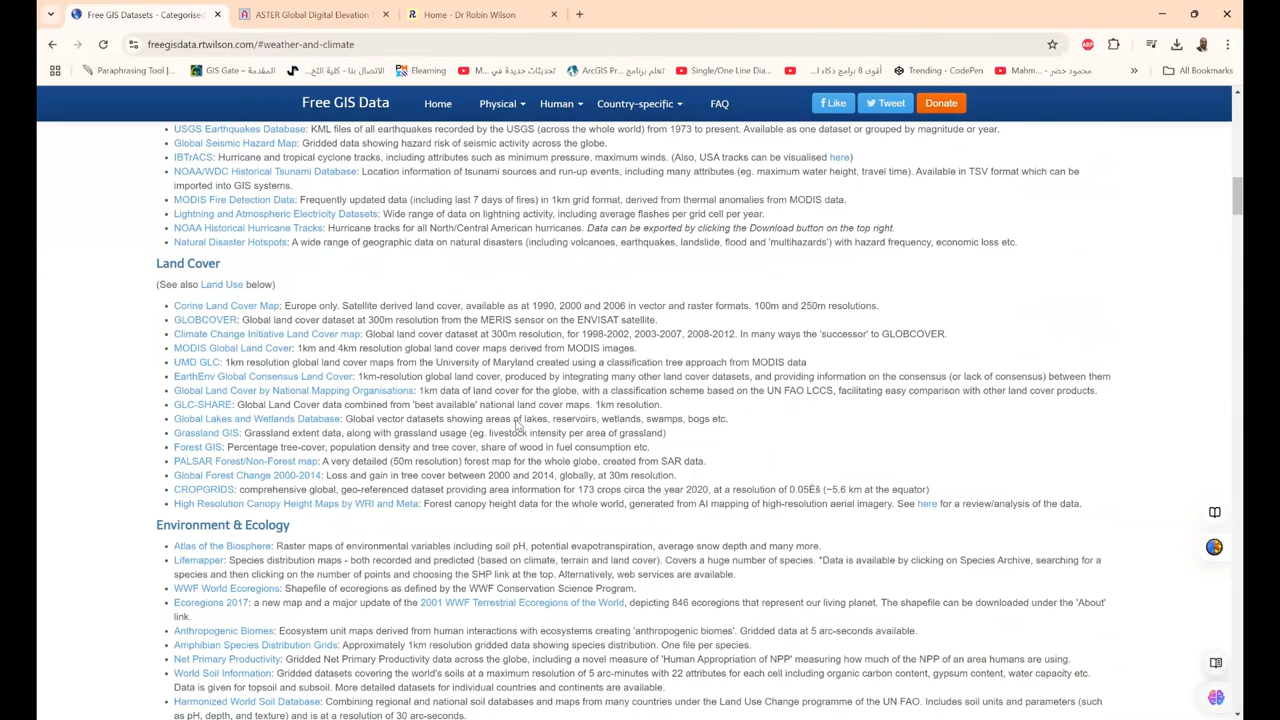 Free GIS Datasets - Categorised
ASTER Global Digital Elevation
Home - Dr Robin Wilson
freegisdata.rtwilson.com/#weather-and-climate
Paraphrasing Tool |...
GIS Gate – المقدمة...
الاتصال بنا - كلية التخ...
Elearning
تحديثات جديدة في M...
تعلم برنامج ArcGIS Pr...
Single/One Line Dia...
أقوى 8 برامج ذكاء ا...
Trending - CodePen
محمود خضر - Mahm...
All Bookmarks
Free GIS Data
Home
Physical
Human
Country-specific
FAQ
Like
Tweet
Donate
USGS Earthquakes Database: KML files of all earthquakes recorded by the USGS (across the whole world) from 1973 to present. Available as one dataset or grouped by magnitude or year.
Global Seismic Hazard Map: Gridded data showing hazard risk of seismic activity across the globe.
IBTrACS: Hurricane and tropical cyclone tracks, including attributes such as minimum pressure, maximum winds. (Also, USA tracks can be visualised here)
NOAA/WDC Historical Tsunami Database: Location information of tsunami sources and run-up events, including many attributes (eg. maximum water height, travel time). Available in TSV format which can be
imported into GIS systems.
MODIS Fire Detection Data: Frequently updated data (including last 7 days of fires) in 1km grid format, derived from thermal anomalies from MODIS data.
Lightning and Atmospheric Electricity Datasets: Wide range of data on lightning activity, including average flashes per grid cell per year.
NOAA Historical Hurricane Tracks: Hurricane tracks for all North/Central American hurricanes. Data can be exported by clicking the Download button on the top right.
Natural Disaster Hotspots: A wide range of geographic data on natural disasters (including volcanoes, earthquakes, landslide, flood and 'multihazards') with hazard frequency, economic loss etc.
Land Cover
(See also Land Use below)
Corine Land Cover Map: Europe only. Satellite derived land cover, available as at 1990, 2000 and 2006 in vector and raster formats. 100m and 250m resolutions.
GLOBCOVER: Global land cover dataset at 300m resolution from the MERIS sensor on the ENVISAT satellite.
Climate Change Initiative Land Cover map: Global land cover dataset at 300m resolution, for 1998-2002, 2003-2007, 2008-2012. In many ways the 'successor' to GLOBCOVER.
MODIS Global Land Cover: 1km and 4km resolution global land cover maps derived from MODIS images.
UMD GLC: 1km resolution global land cover maps from the University of Maryland created using a classification tree approach from MODIS data
EarthEnv Global Consensus Land Cover: 1km-resolution global land cover, produced by integrating many other land cover datasets, and providing information on the consensus (or lack of consensus) between them
Global Land Cover by National Mapping Organisations: 1km data of land cover for the globe, with a classification scheme based on the UN FAO LCCS, facilitating easy comparison with other land cover products.
GLC-SHARE: Global Land Cover data combined from 'best available' national land cover maps. 1km resolution.
Global Lakes and Wetlands Database: Global vector datasets showing areas of lakes, reservoirs, wetlands, swamps, bogs etc.
Grassland GIS: Grassland extent data, along with grassland usage (eg. livestock intensity per area of grassland)
Forest GIS: Percentage tree-cover, population density and tree cover, share of wood in fuel consumption etc.
PALSAR Forest/Non-Forest map: A very detailed (50m resolution) forest map for the whole globe, created from SAR data.
Global Forest Change 2000-2014: Loss and gain in tree cover between 2000 and 2014, globally, at 30m resolution.
CROPGRIDS: comprehensive global, geo-referenced dataset providing area information for 173 crops circa the year 2020, at a resolution of 0.05Ëš (~5.6 km at the equator)
High Resolution Canopy Height Maps by WRI and Meta: Forest canopy height data for the whole world, generated from AI mapping of high-resolution aerial imagery. See here for a review/analysis of the data.
Environment & Ecology
Atlas of the Biosphere: Raster maps of environmental variables including soil pH, potential evapotranspiration, average snow depth and many more.
Lifemapper: Species distribution maps - both recorded and predicted (based on climate, terrain and land cover). Covers a huge number of species. *Data is available by clicking on Species Archive, searching for a
species and then clicking on the number of points and choosing the SHP link at the top. Alternatively, web services are available.
WWF World Ecoregions: Shapefile of ecoregions as defined by the WWF Conservation Science Program.
Ecoregions 2017: a new map and a major update of the 2001 WWF Terrestrial Ecoregions of the World, depicting 846 ecoregions that represent our living planet. The shapefile can be downloaded under the 'About'
link.
Anthropogenic Biomes: Ecosystem unit maps derived from human interactions with ecosystems creating 'anthropogenic biomes'. Gridded data at 5 arc-seconds available.
Amphibian Species Distribution Grids: Approximately 1km resolution gridded data showing species distribution. One file per species.
Net Primary Productivity: Gridded Net Primary Productivity data across the globe, including a novel measure of 'Human Appropriation of NPP' measuring how much of the NPP of an area humans are using.
World Soil Information: Gridded datasets covering the world's soils at a maximum resolution of 5 arc-minutes with 22 attributes for each cell including organic carbon content, gypsum content, water capacity etc.
Data is given for topsoil and subsoil. More detailed datasets for individual countries and continents are available.
Harmonized World Soil Database: Combining regional and national soil databases and maps from many countries under the Land Use Change programme of the UN FAO. Includes soil units and parameters (such
as pH, depth, and texture) and is at a resolution of 30 arc-seconds.